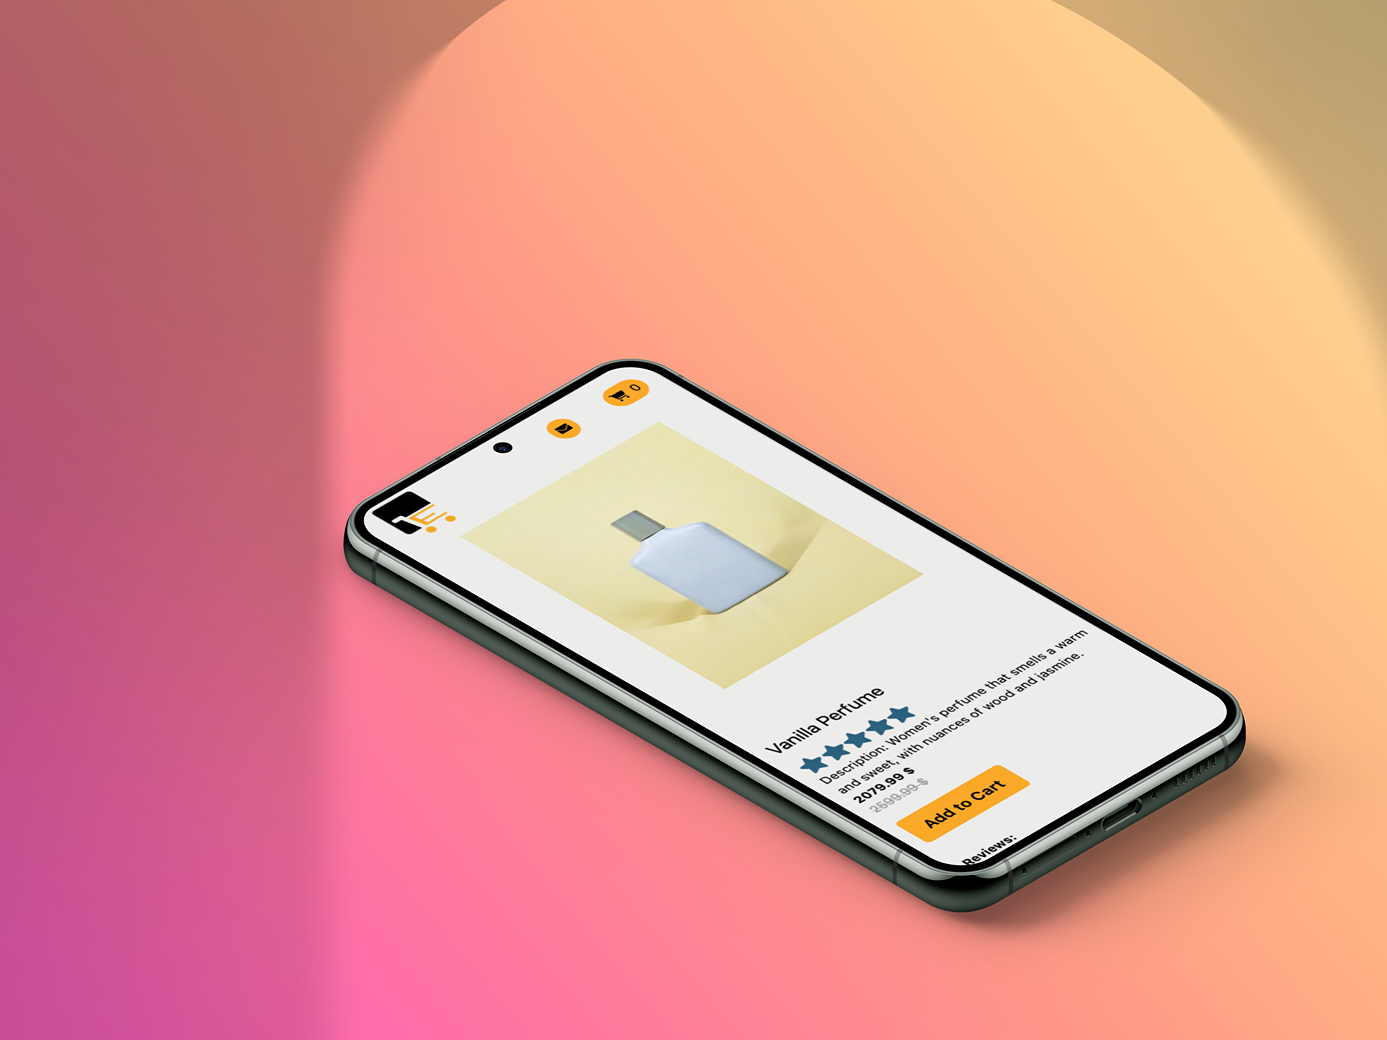 0
Vanilla Perfume
Description: Women's perfume that smells a warm
and sweet, with nuances of wood and jasmine.
2079.99 $
2599.99 $
Add to Cart
Reviews: